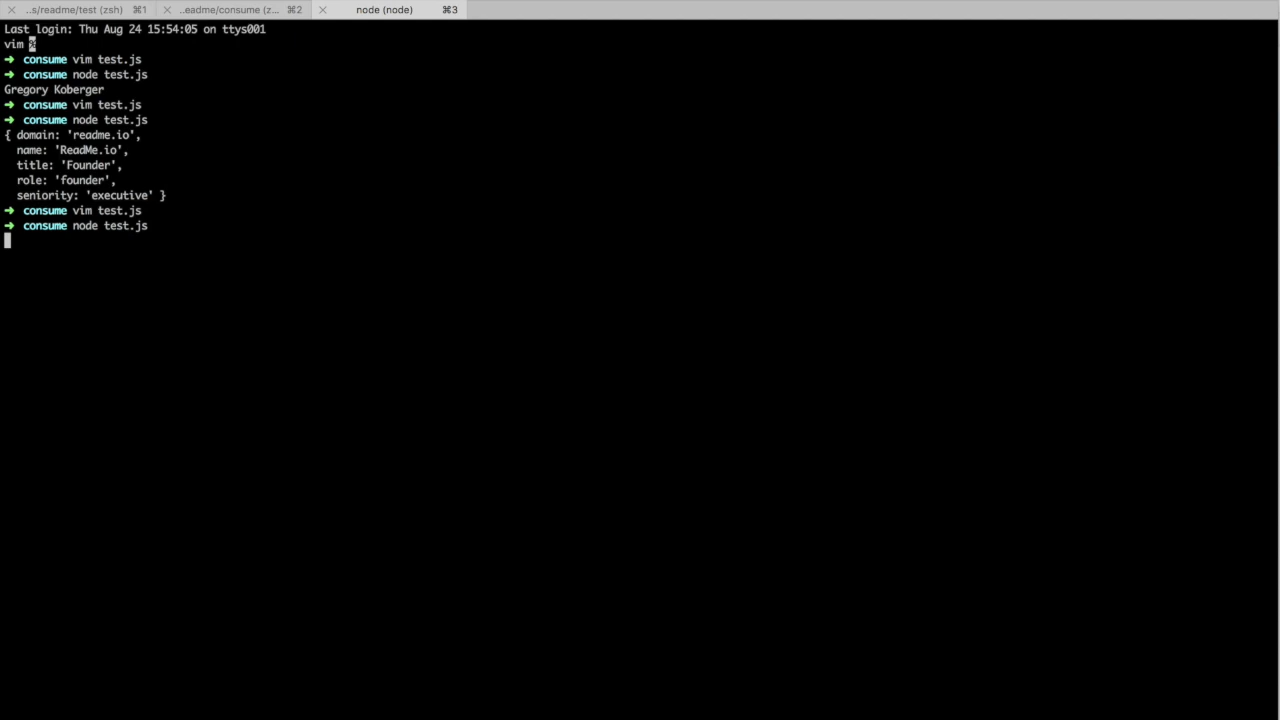 ..s/readme/test (zsh) ⌘1 ..eadme/consume (z... ⌘2 node (node) ⌘3
Last login: Thu Aug 24 15:54:05 on ttys001
vim %
➜ consume vim test.js
➜ consume node test.js
Gregory Koberger
➜ consume vim test.js
➜ consume node test.js
{ domain: 'readme.io',
name: 'ReadMe.io',
title: 'Founder',
role: 'founder',
seniority: 'executive' }
➜ consume vim test.js
➜ consume node test.js